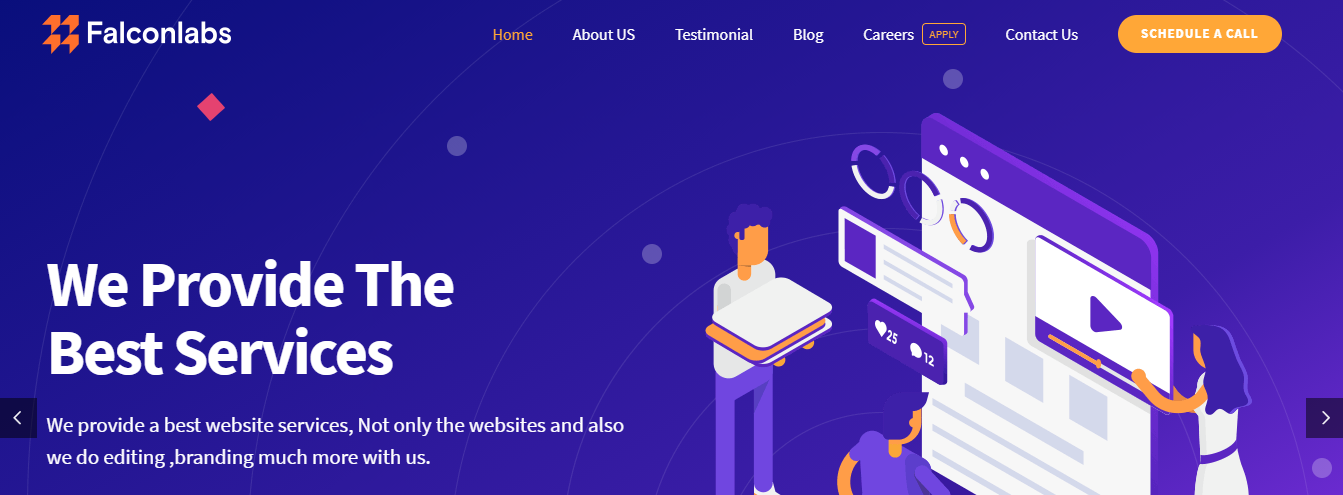 Falconlabs
Home About US Testimonial Blog Careers APPLY Contact Us SCHEDULE A CALL
We Provide The
Best Services
We provide a best website services, Not only the websites and also
we do editing ,branding much more with us.
25
12